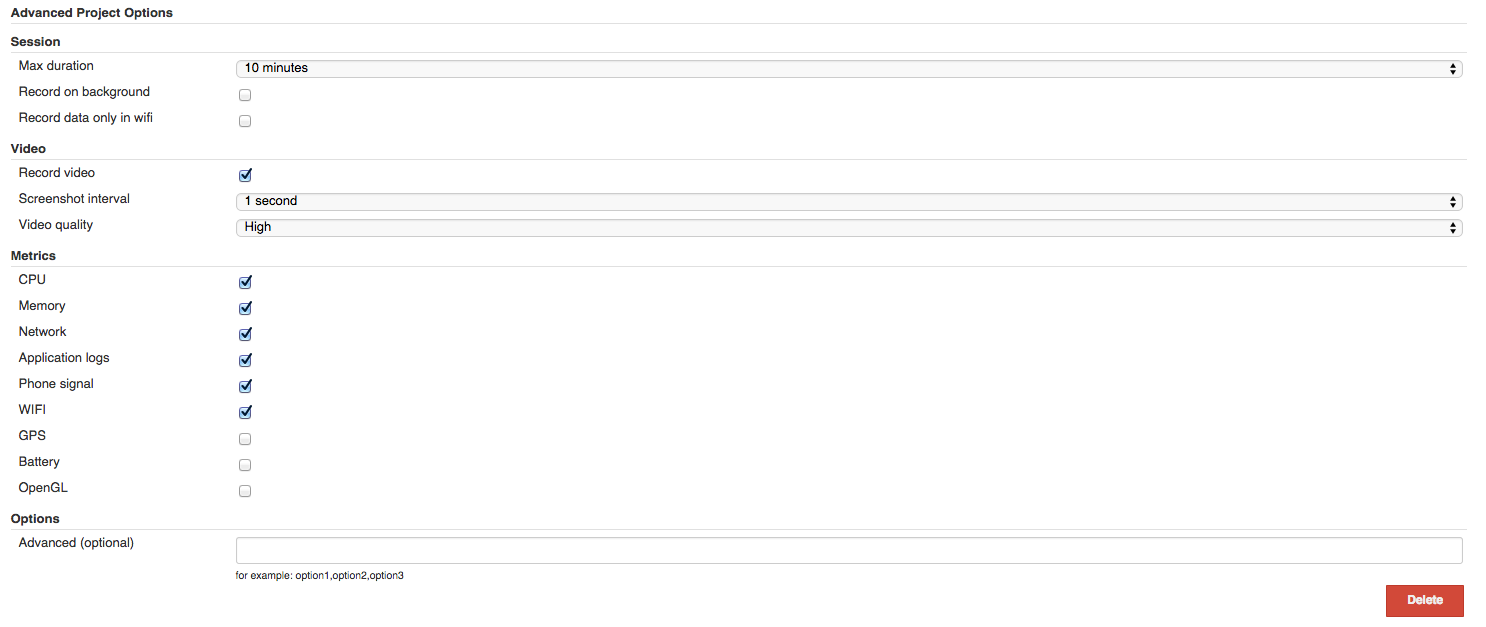 Advanced Project Options
Session
Max duration 10 minutes
Record on background
Record data only in wifi
Video
Record video
Screenshot interval 1 second
Video quality High
Metrics
CPU
Memory
Network
Application logs
Phone signal
WIFI
GPS
Battery
OpenGL
Options
Advanced (optional)
for example: option1,option2,option3
Delete